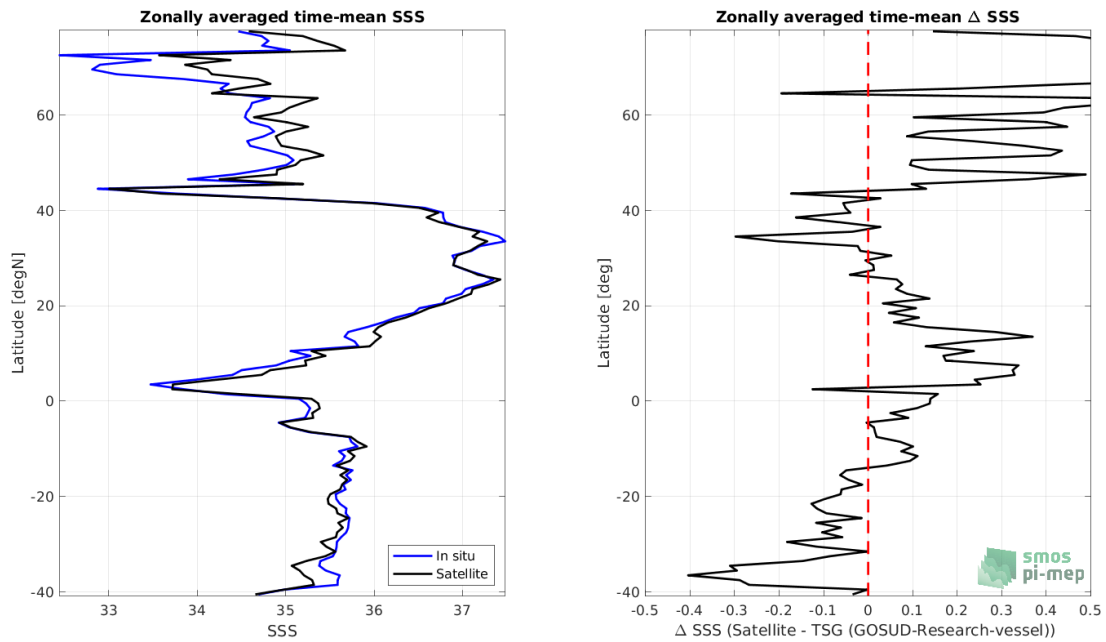 Zonally averaged time-mean SSS
60
40
20
0
-20
-40
Latitude [degN]
33
34
35
36
37
SSS
In situ
Satellite
Zonally averaged time-mean Δ SSS
60
40
20
0
-20
-40
Latitude [deg]
-0.5
-0.4
-0.3
-0.2
-0.1
0
0.1
0.2
0.3
0.4
0.5
Δ SSS (Satellite - TSG (GOSUD-Research-vessel))
smos
pi-mep